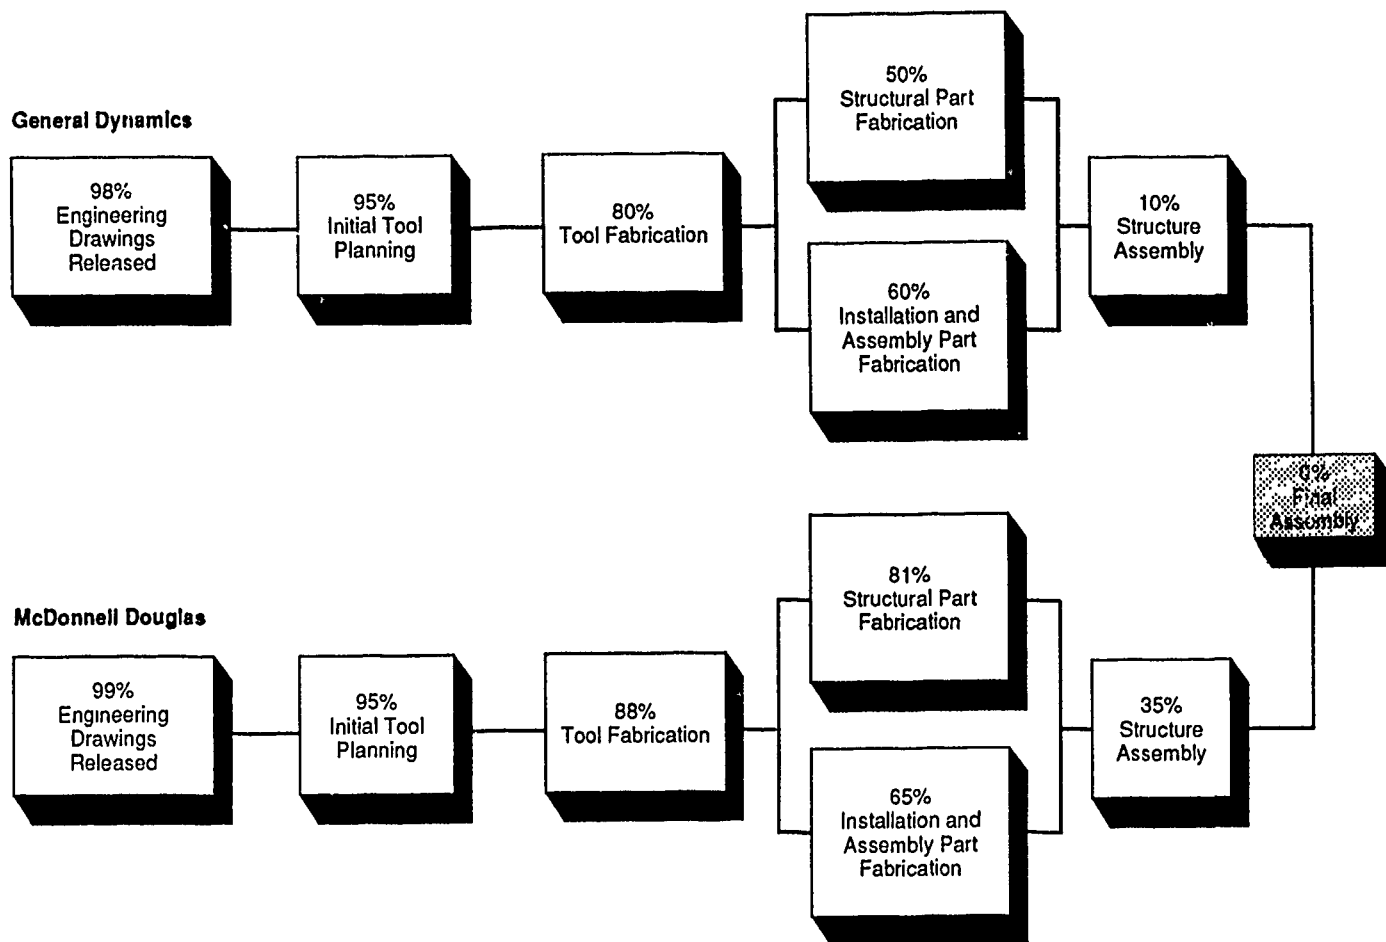 General Dynamics
98%
Engineering
Drawings
Released
95%
Initial Tool
Planning
80%
Tool Fabrication
50%
Structural Part
Fabrication
60%
Installation and
Assembly Part
Fabrication
10%
Structure
Assembly
0%
Final
Assembly
McDonnell Douglas
99%
Engineering
Drawings
Released
95%
Initial Tool
Planning
88%
Tool Fabrication
81%
Structural Part
Fabrication
65%
Installation and
Assembly Part
Fabrication
35%
Structure
Assembly